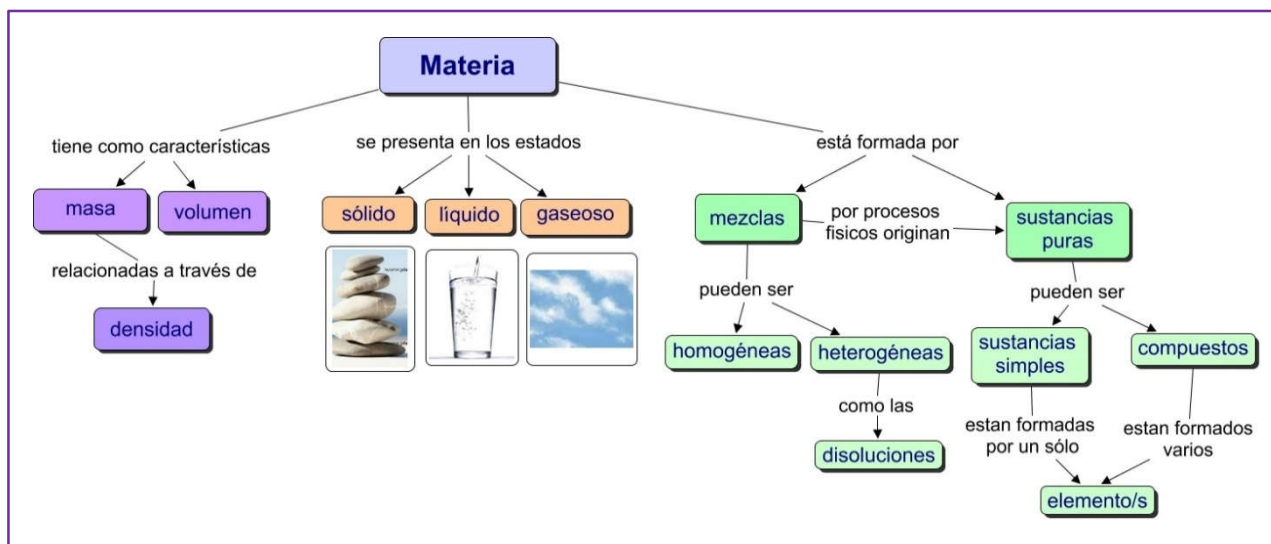 Materia
tiene como características
masa
volumen
relacionadas a través de
densidad
se presenta en los estados
sólido
líquido
gaseoso
está formada por
mezclas
por procesos
físicos originan
sustancias
puras
pueden ser
homogéneas
heterogéneas
como las
disoluciones
pueden ser
sustancias
simples
compuestos
estan formadas
por un sólo
estan formados
varios
elemento/s